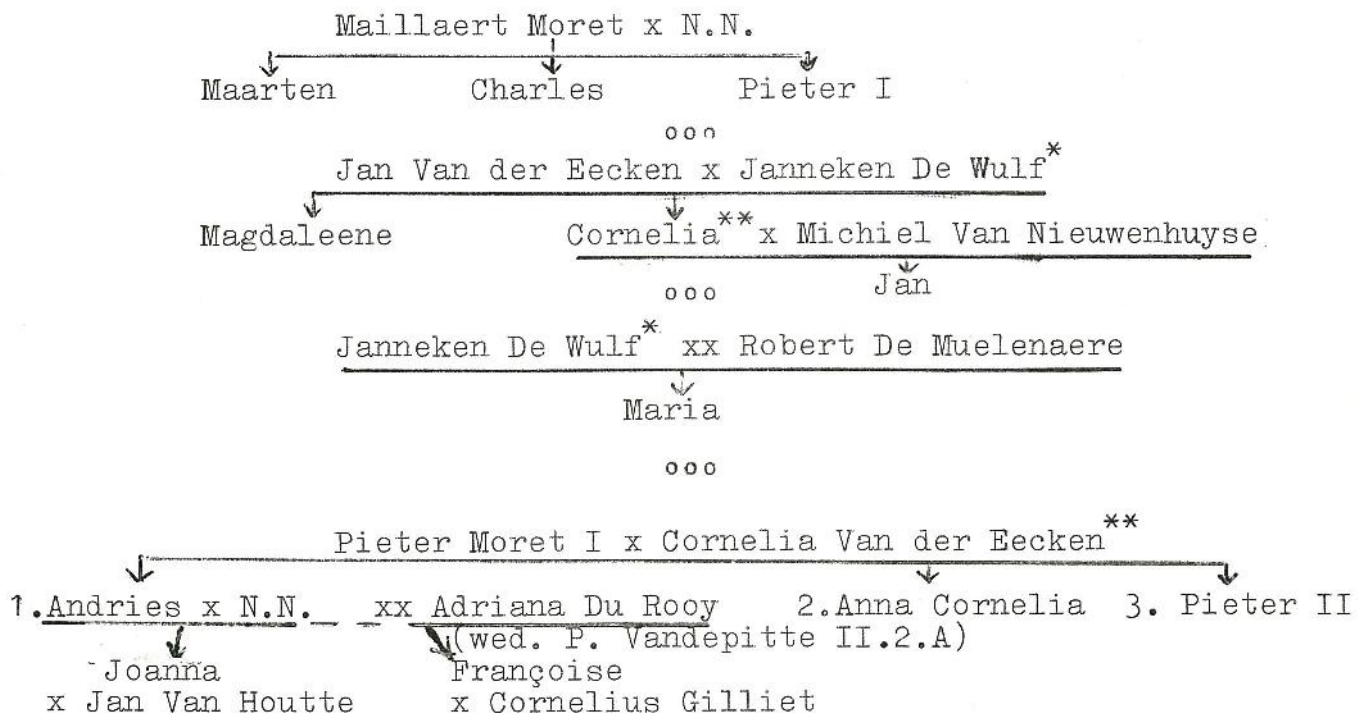 Maillaert Moret x N.N.
Maarten Charles Pieter I
ooo
Jan Van der Eecken x Janneken De Wulf*
Magdaleene Cornelia** x Michiel Van Nieuwenhuyse
Jan
ooo
Janneken De Wulf* xx Robert De Muelenaere
Maria
ooo
Pieter Moret I x Cornelia Van der Eecken**
1.Andries x N.N. xx Adriana Du Rooy 2.Anna Cornelia 3. Pieter II
(wed. P. Vandepitte II.2.A)
Joanna Françoise
x Jan Van Houtte x Cornelius Gilliet